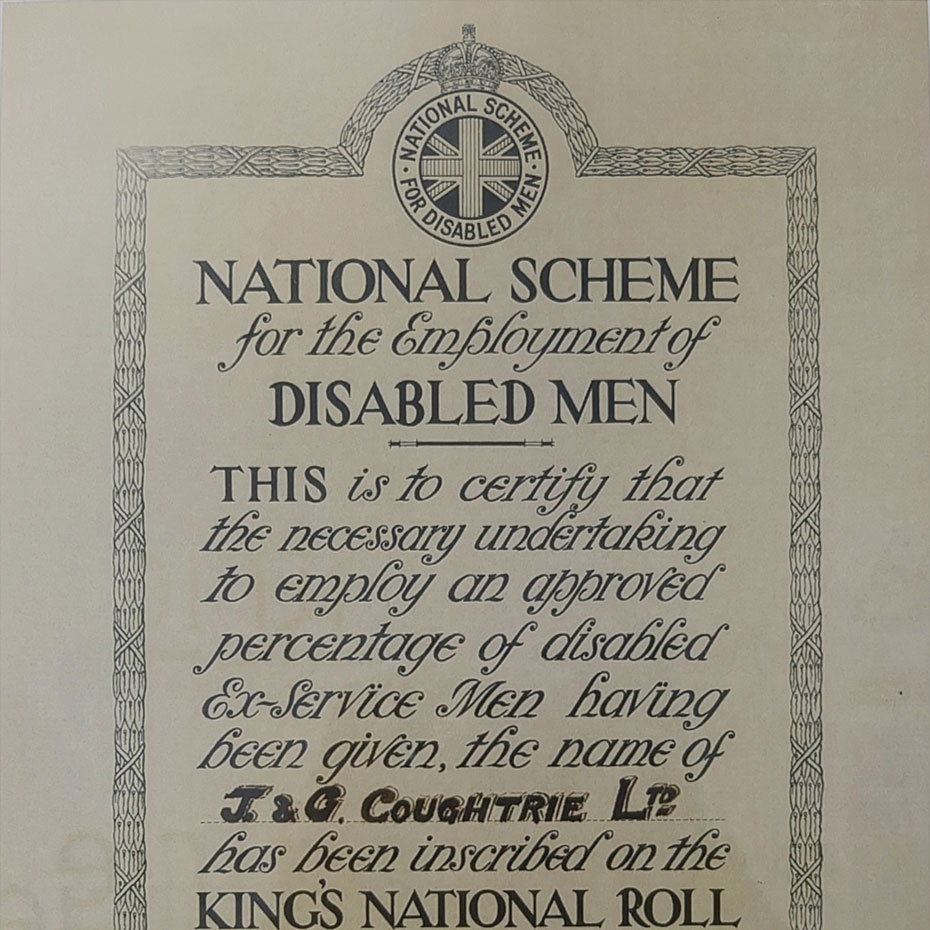 NATIONAL SCHEME
FOR DISABLED MEN
NATIONAL SCHEME
for the Employment of
DISABLED MEN
THIS is to certify that
the necessary undertaking
to employ an approved
percentage of disabled
Ex-Service Men having
been given, the name of
J. & G. COUGHTRIE LTD
has been inscribed on the
KING'S NATIONAL ROLL